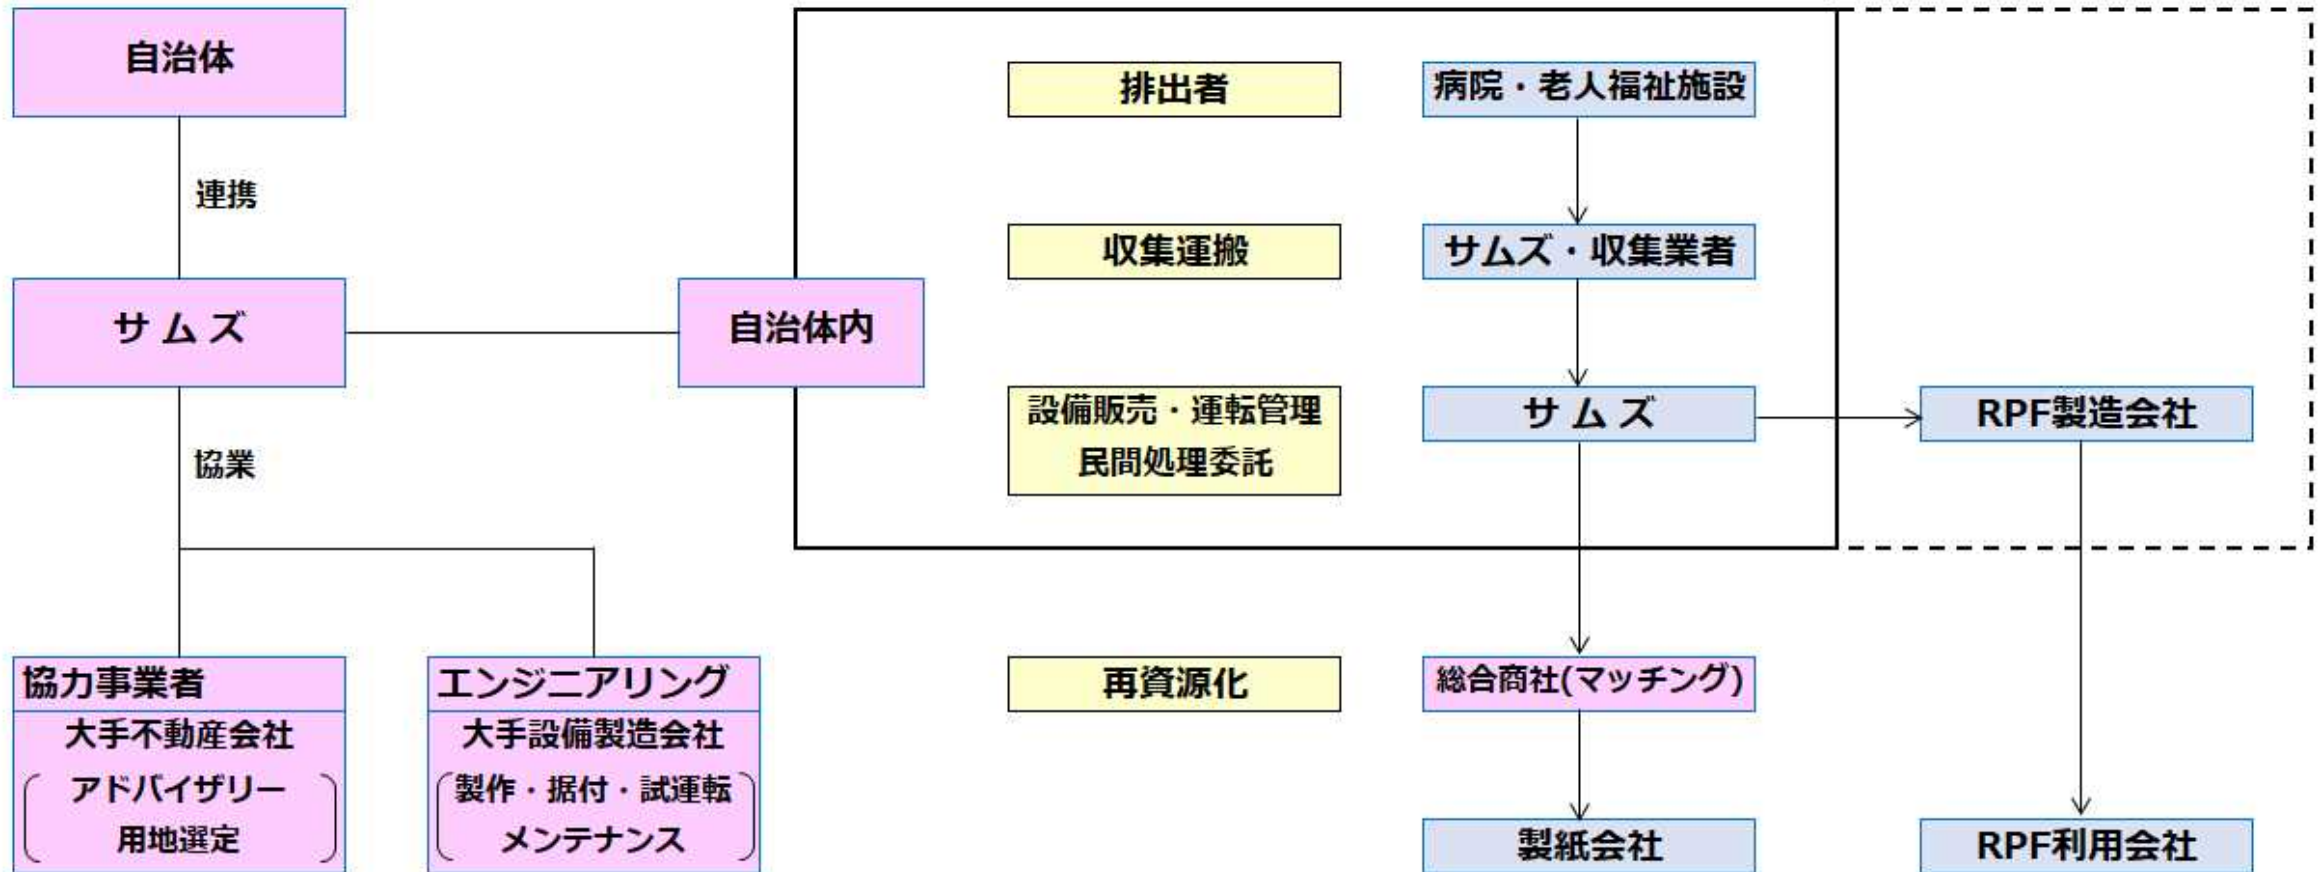 自治体
連携
サ ム ズ
自治体内
協業
協力事業者
大手不動産会社
アドバイザリー
用地選定
エンジニアリング
大手設備製造会社
製作・据付・試運転
メンテナンス
排出者
病院・老人福祉施設
収集運搬
サムズ・収集業者
設備販売・運転管理
民間処理委託
サ ム ズ
RPF製造会社
再資源化
総合商社(マッチング)
製紙会社
RPF利用会社